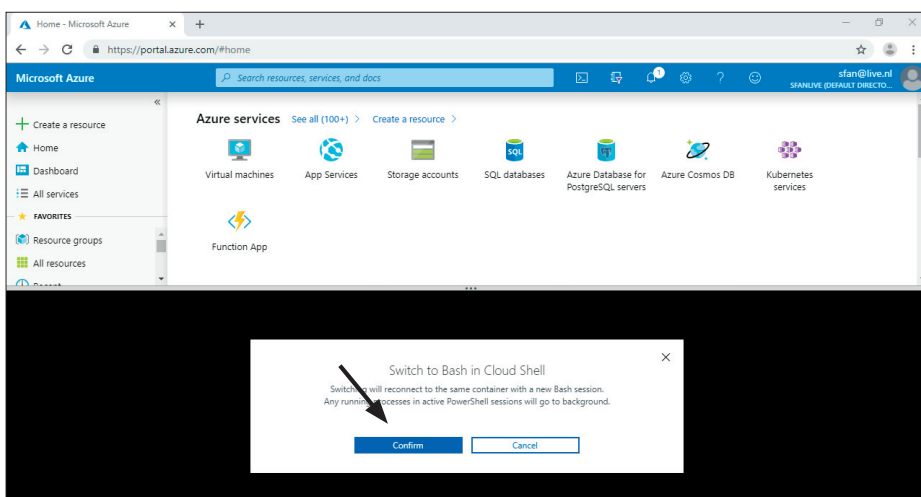 Home - Microsoft Azure
https://portal.azure.com/#home
Microsoft Azure
Search resources, services, and docs
1
sfan@live.nl
SFANLIVE (DEFAULT DIRECTO...
Create a resource
Home
Dashboard
All services
FAVORITES
Resource groups
All resources
Recent
Azure services See all (100+) > Create a resource >
Virtual machines
App Services
Storage accounts
SQL
SQL databases
Azure Database for
PostgreSQL servers
Azure Cosmos DB
Kubernetes
services
Function App
Switch to Bash in Cloud Shell
Switching will reconnect to the same container with a new Bash session.
Any running processes in active PowerShell sessions will go to background.
Confirm
Cancel